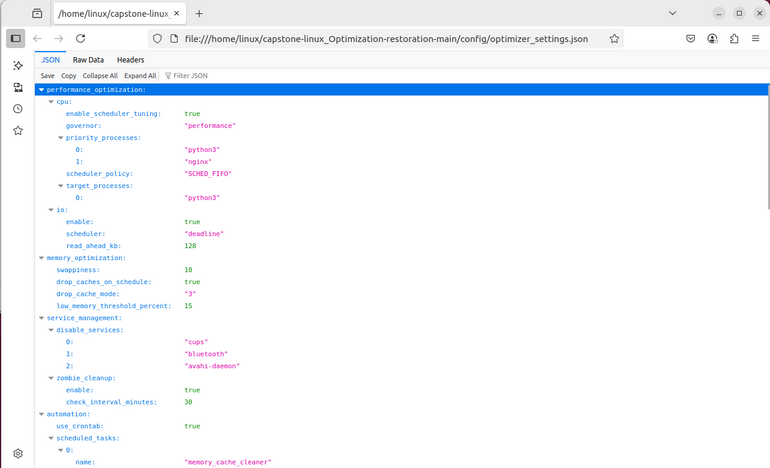 /home/linux/capstone-linux_
file:///home/linux/capstone-linux_Optimization-restoration-main/config/optimizer_settings.json
JSON Raw Data Headers
Save Copy Collapse All Expand All Filter JSON
performance_optimization:
cpu:
enable_scheduler_tuning: true
governor: "performance"
priority_processes:
0: "python3"
1: "nginx"
scheduler_policy: "SCHED_FIFO"
target_processes:
0: "python3"
io:
enable: true
scheduler: "deadline"
read_ahead_kb: 128
memory_optimization:
swappiness: 10
drop_caches_on_schedule: true
drop_cache_mode: "3"
low_memory_threshold_percent: 15
service_management:
disable_services:
0: "cups"
1: "bluetooth"
2: "avahi-daemon"
zombie_cleanup:
enable: true
check_interval_minutes: 30
automation:
use_crontab: true
scheduled_tasks:
0:
name: "memory_cache_cleaner"